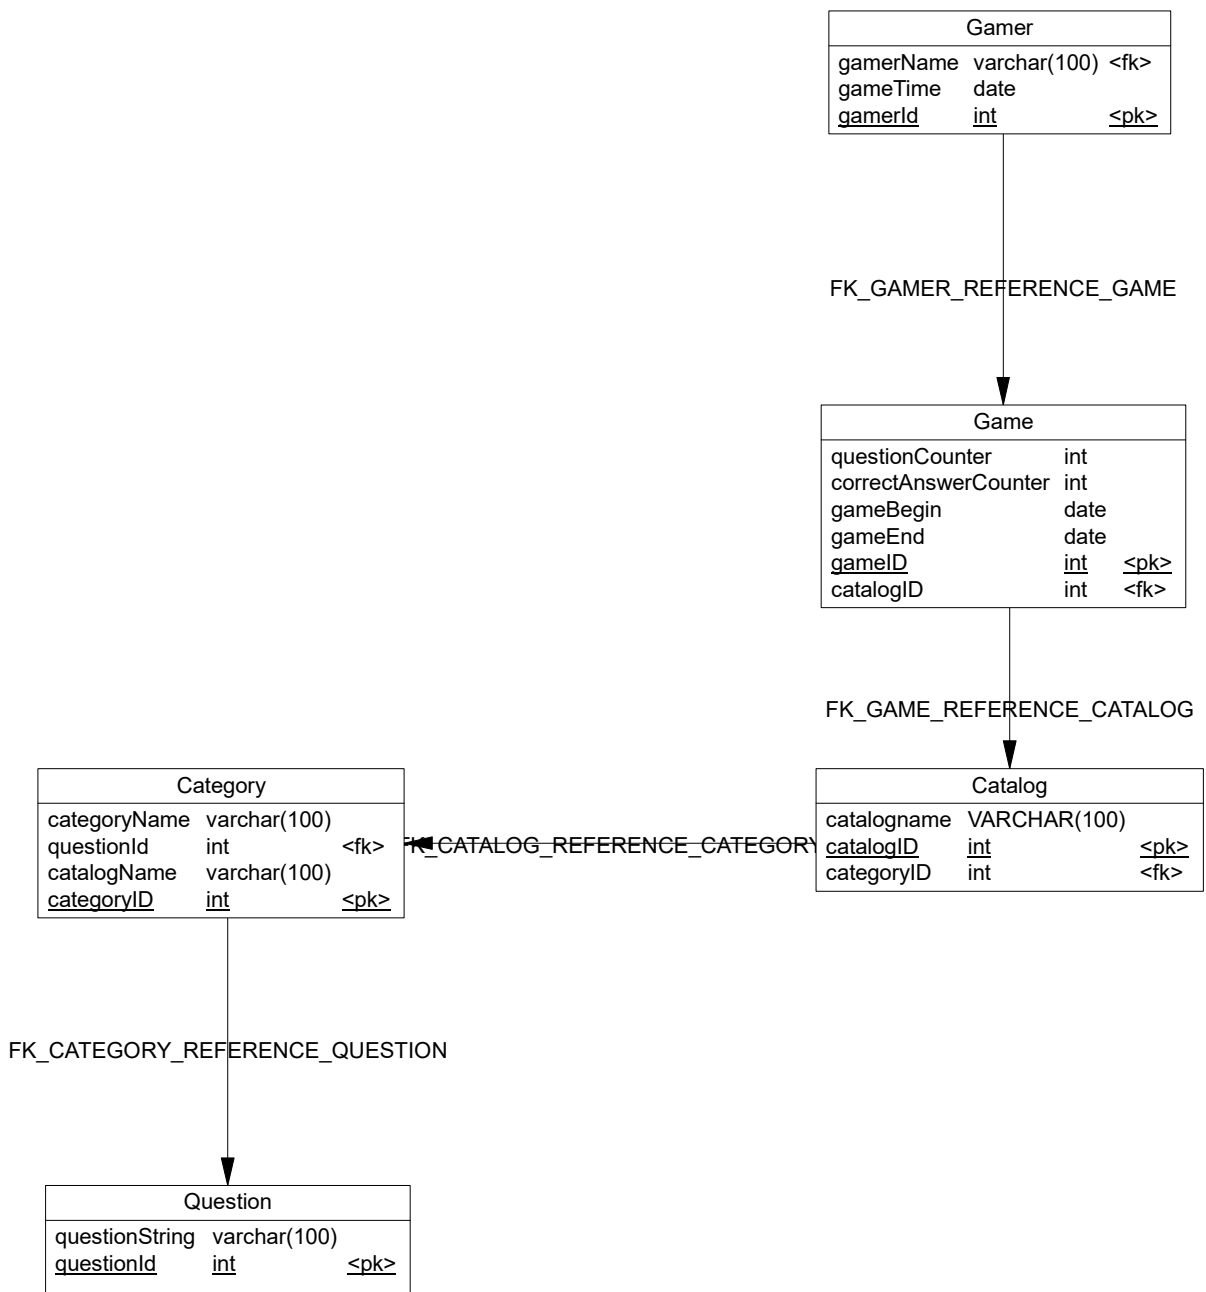 Gamer
gamerName varchar(100) <fk>
gameTime date
gamerId int <pk>
FK_GAMER_REFERENCE_GAME
Game
questionCounter int
correctAnswerCounter int
gameBegin date
gameEnd date
gameID int <pk>
catalogID int <fk>
FK_GAME_REFERENCE_CATALOG
Category
categoryName varchar(100)
questionId int <fk>
catalogName varchar(100)
categoryID int <pk>
FK_CATALOG_REFERENCE_CATEGORY
Catalog
catalogname VARCHAR(100)
catalogID int <pk>
categoryID int <fk>
FK_CATEGORY_REFERENCE_QUESTION
Question
questionString varchar(100)
questionId int <pk>